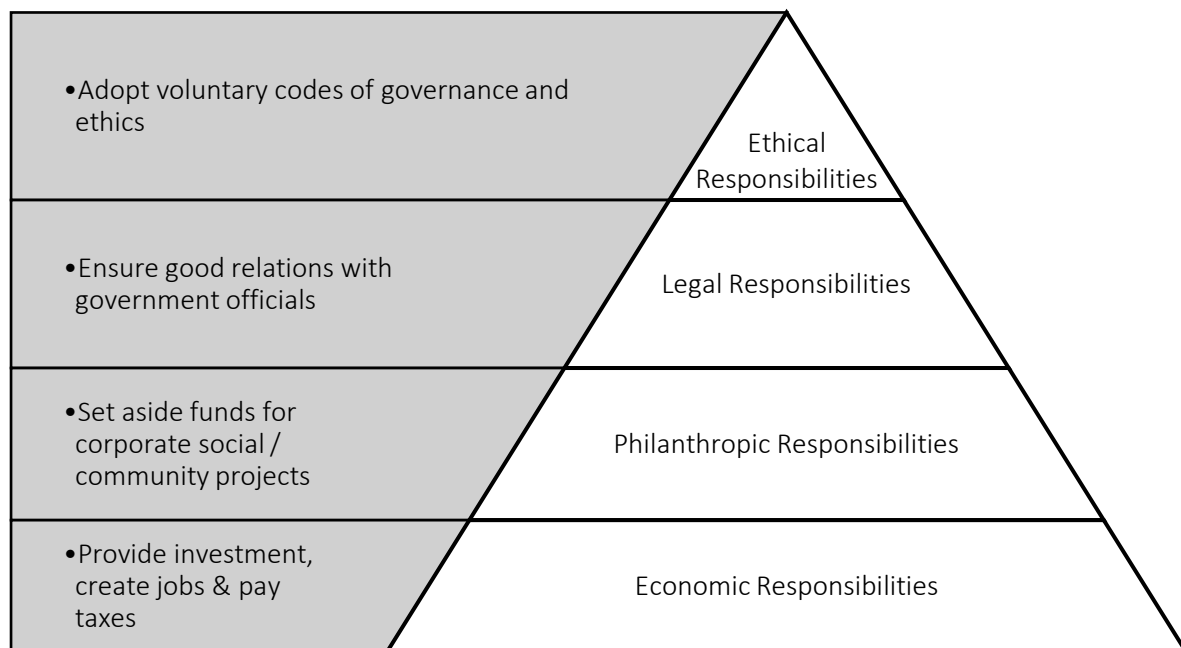 •Adopt voluntary codes of governance and
ethics
Ethical
Responsibilities
•Ensure good relations with
government officials
Legal Responsibilities
•Set aside funds for
corporate social /
community projects
Philanthropic Responsibilities
•Provide investment,
create jobs & pay
taxes
Economic Responsibilities